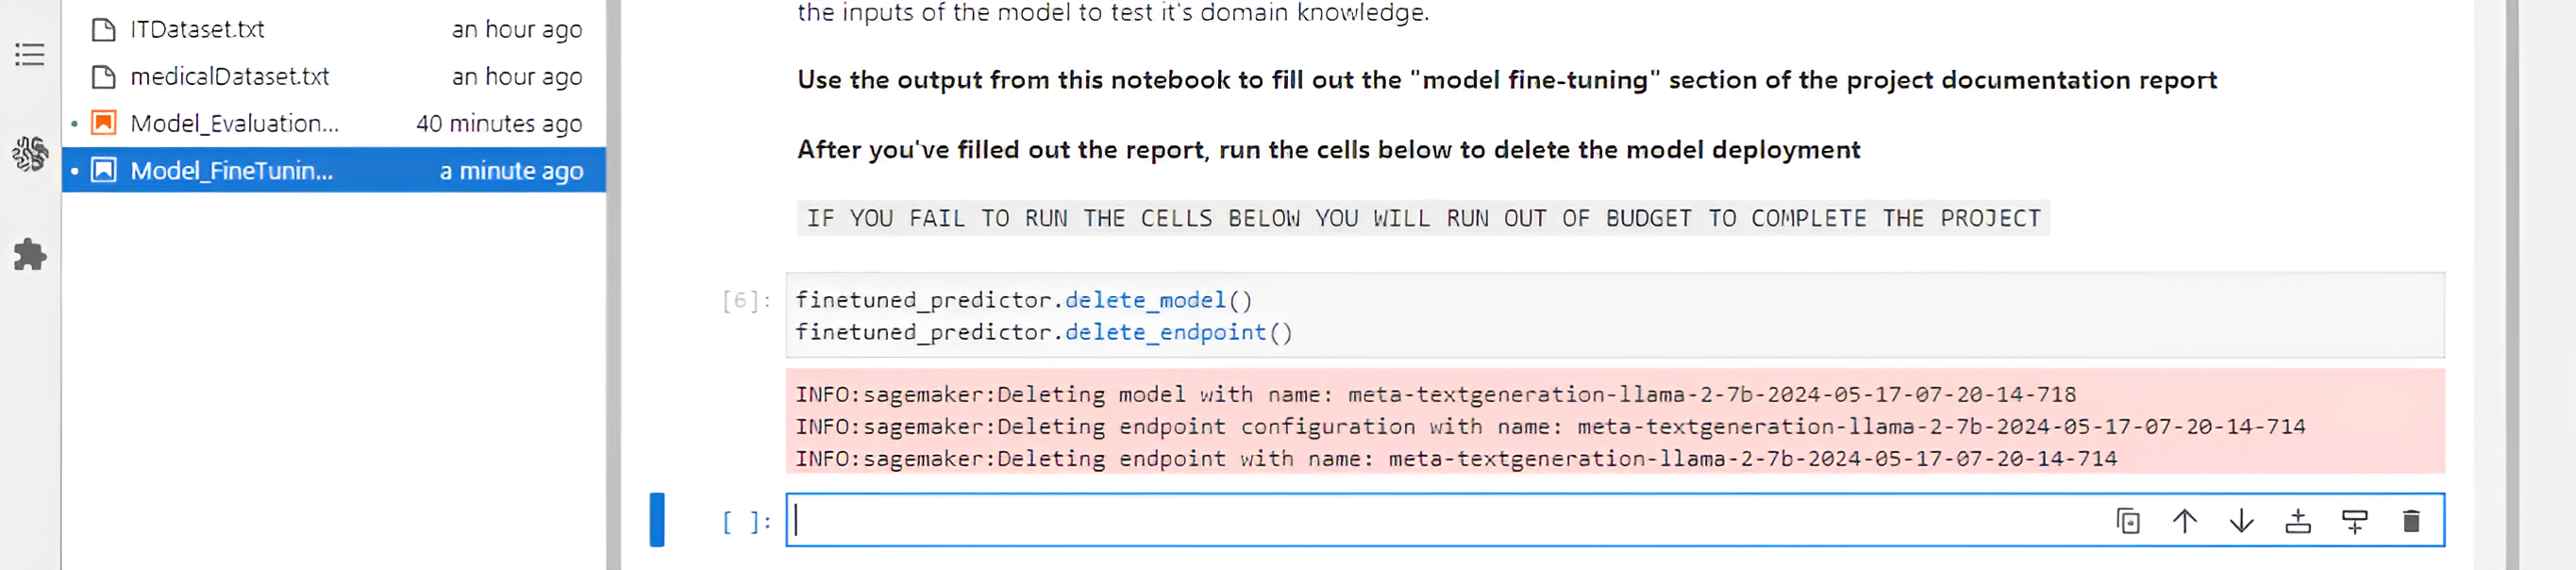 ITDataset.txt an hour ago
medicalDataset.txt an hour ago
Model_Evaluation... 40 minutes ago
Model_FineTunin... a minute ago
the inputs of the model to test it's domain knowledge.
Use the output from this notebook to fill out the "model fine-tuning" section of the project documentation report
After you've filled out the report, run the cells below to delete the model deployment
IF YOU FAIL TO RUN THE CELLS BELOW YOU WILL RUN OUT OF BUDGET TO COMPLETE THE PROJECT
[6]: finetuned_predictor.delete_model()
finetuned_predictor.delete_endpoint()
INFO:sagemaker:Deleting model with name: meta-textgeneration-llama-2-7b-2024-05-17-07-20-14-718
INFO:sagemaker:Deleting endpoint configuration with name: meta-textgeneration-llama-2-7b-2024-05-17-07-20-14-714
INFO:sagemaker:Deleting endpoint with name: meta-textgeneration-llama-2-7b-2024-05-17-07-20-14-714
[ ]: